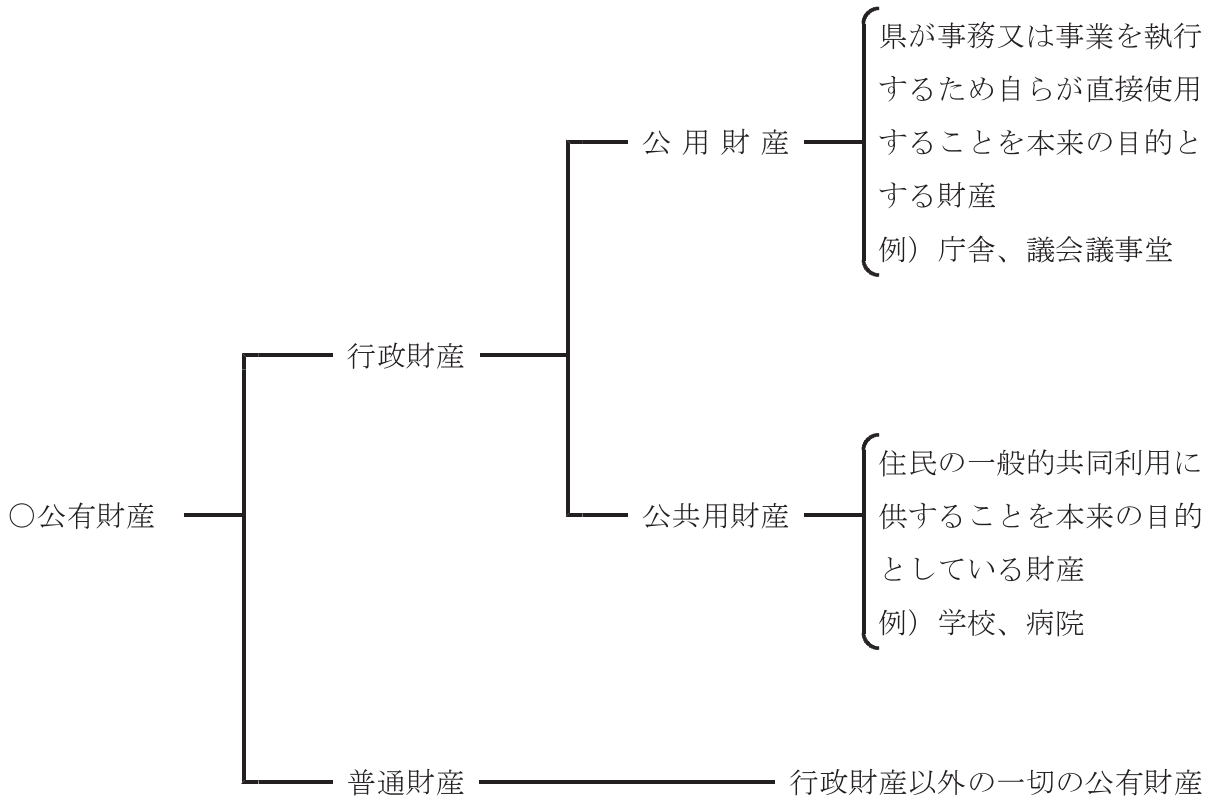 県が事務又は事業を執行
するため自らが直接使用
公用財産
することを本来の目的と
する財産
例）庁舎、議会議事堂
行政財産
住民の一般的共同利用に
○公有財産
公共用財産
供することを本来の目的
としている財産
例）学校、病院
普通財産
行政財産以外の一切の公有財産